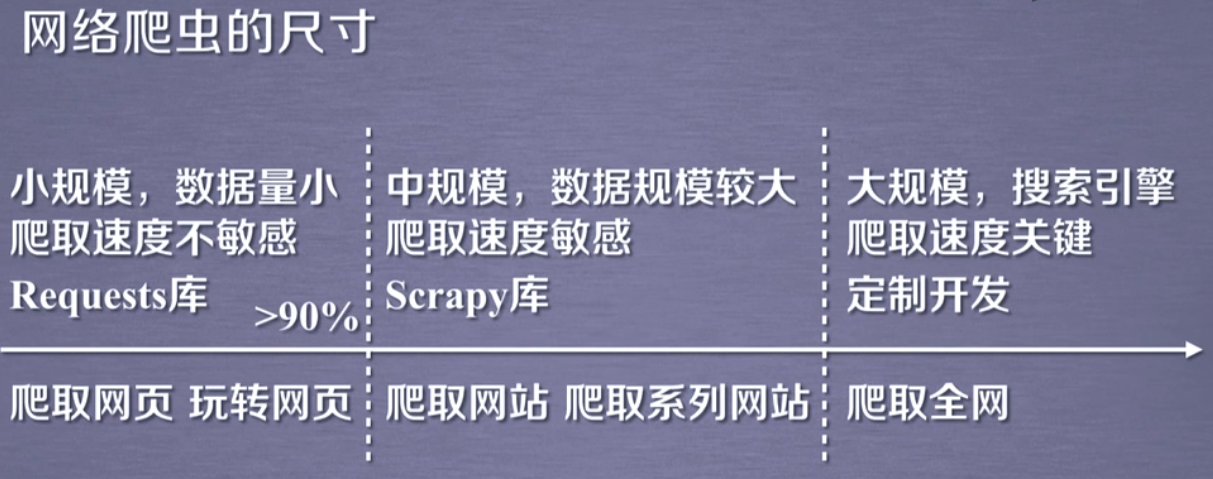 网络爬虫的尺寸
小规模，数据量小
爬取速度不敏感
Requests库
>90%
中规模，数据规模较大
爬取速度敏感
Scrapy库
大规模，搜索引擎
爬取速度关键
定制开发
爬取网页 玩转网页
爬取网站 爬取系列网站
爬取全网